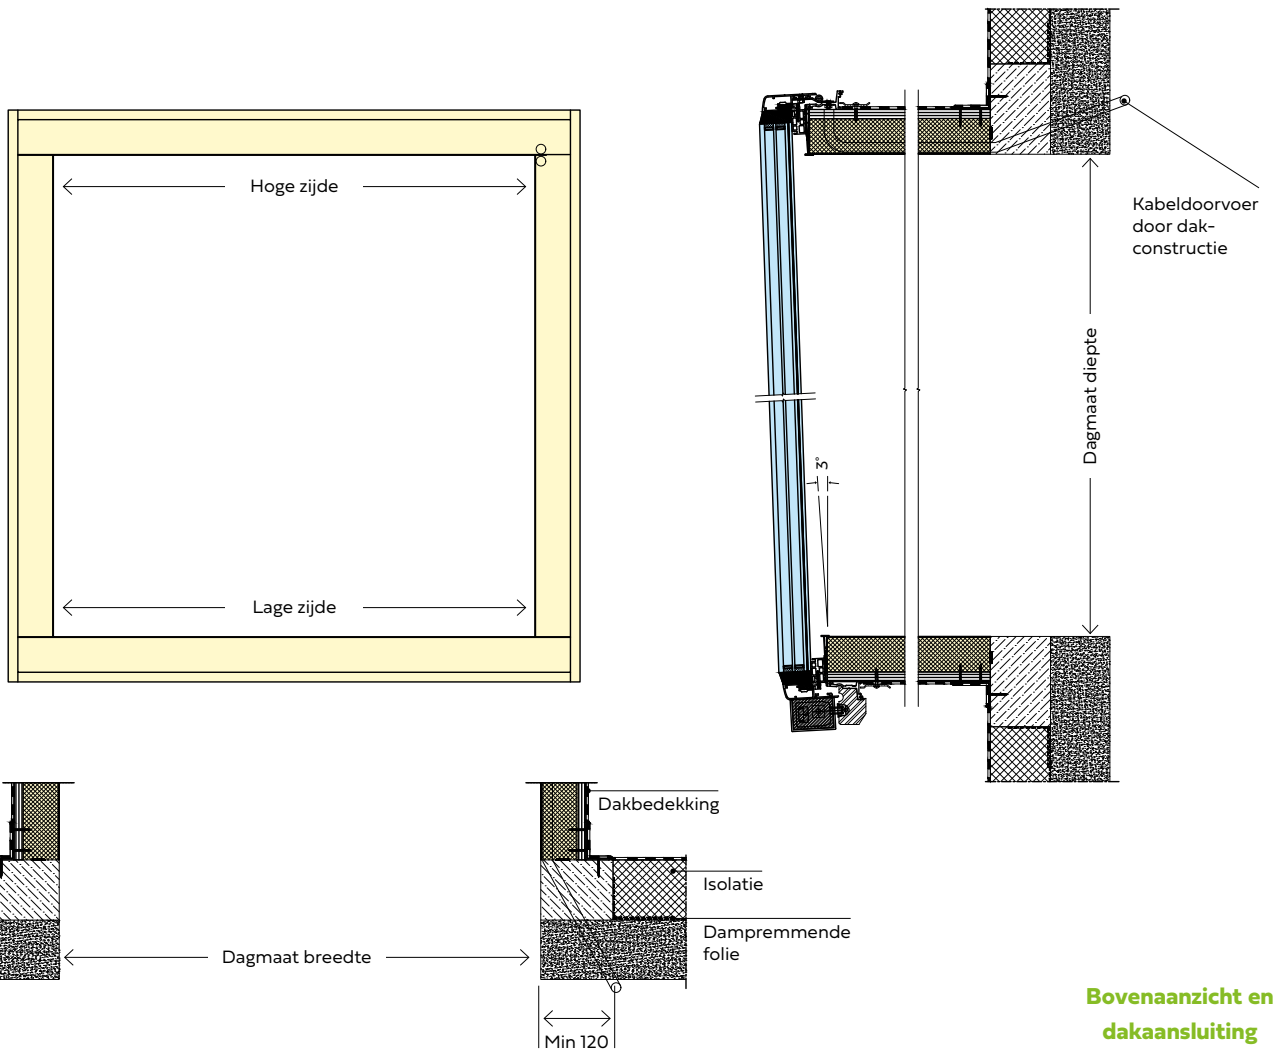 Hoge zijde
Kabeldoorvoer
door dak-
constructie
Dagmaat diepte
3°
Lage zijde
Dakbedekking
Isolatie
Dampremmende
folie
Dagmaat breedte
Min 120
Bovenaanzicht en
dakaansluiting